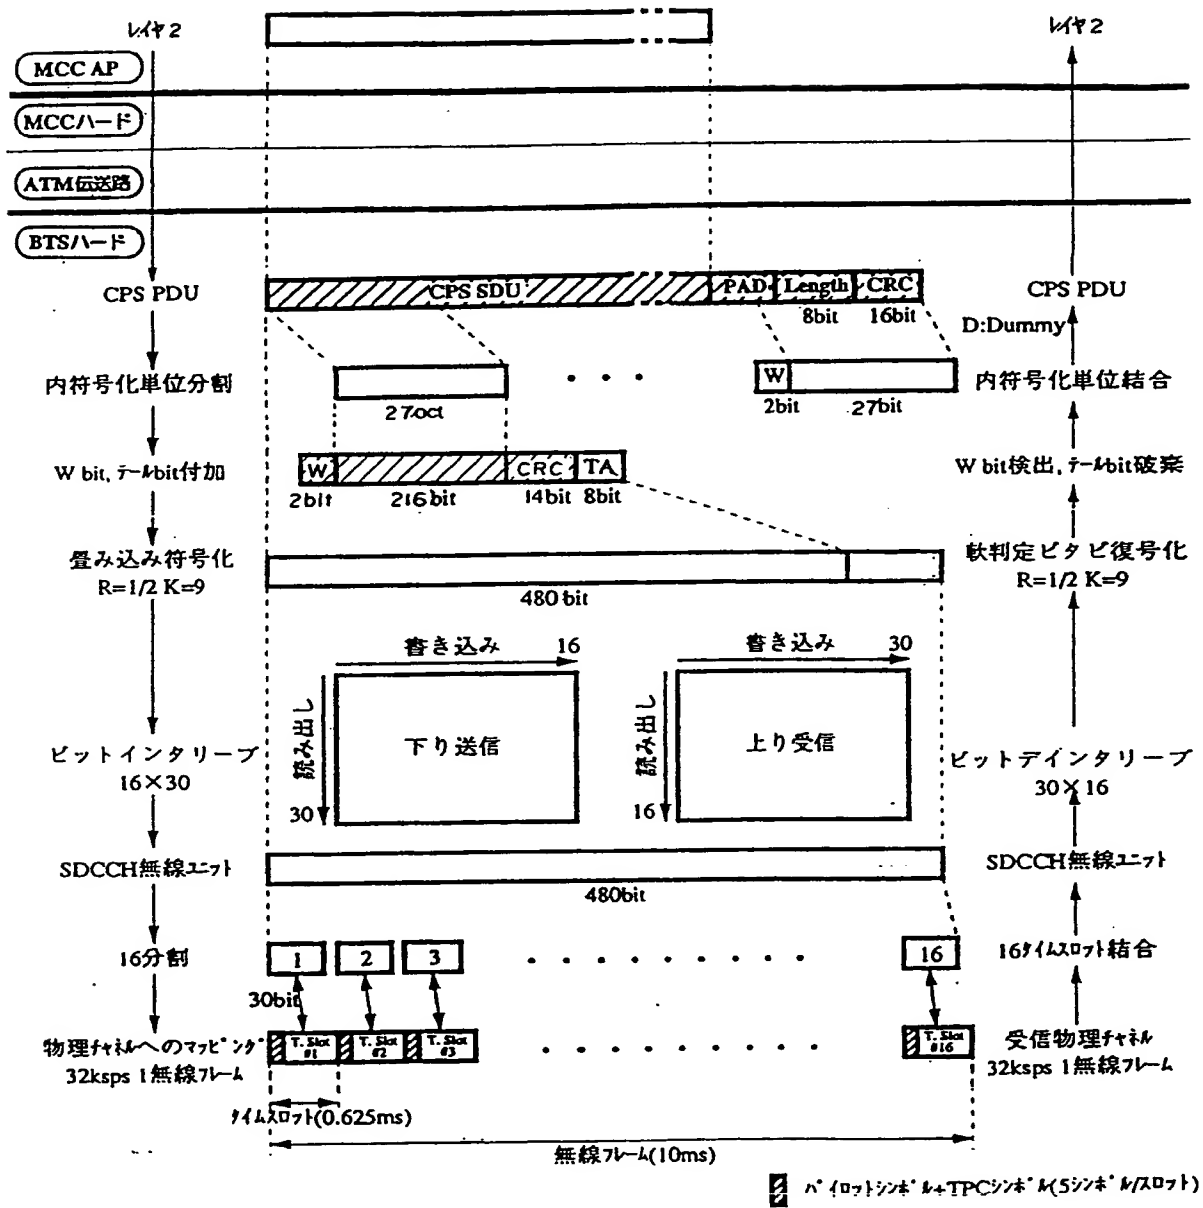 レイヤ2
レイヤ2
MCC AP
MCCハード
ATM伝送路
BTSハード
CPS PDU
CPS SDU
PAD
Length
CRC
8bit
16bit
CPS PDU
D:Dummy
内符号化単位分割
27oct
W
2bit
27bit
内符号化単位結合
W bit, テールbit付加
W
CRC
TA
2bit
216bit
14bit
8bit
W bit検出, テールbit破棄
畳み込み符号化
R=1/2 K=9
480 bit
軟判定ビタビ復号化
R=1/2 K=9
書き込み
16
書き込み
30
読み出し
30
下り送信
読み出し
16
上り受信
ビットインタリーブ
16×30
ビットデインタリーブ
30×16
SDCCH無線ユニット
480bit
SDCCH無線ユニット
16分割
1
2
3
16
30bit
16タイムスロット結合
物理チャネルへのマッピング
32ksps 1無線フレーム
T. Slot #1
T. Slot #2
T. Slot #3
T. Slot #16
受信物理チャネル
32ksps 1無線フレーム
タイムスロット(0.625ms)
無線フレーム(10ms)
パイロットシンボル+TPCシンボル(5シンボル/スロット)